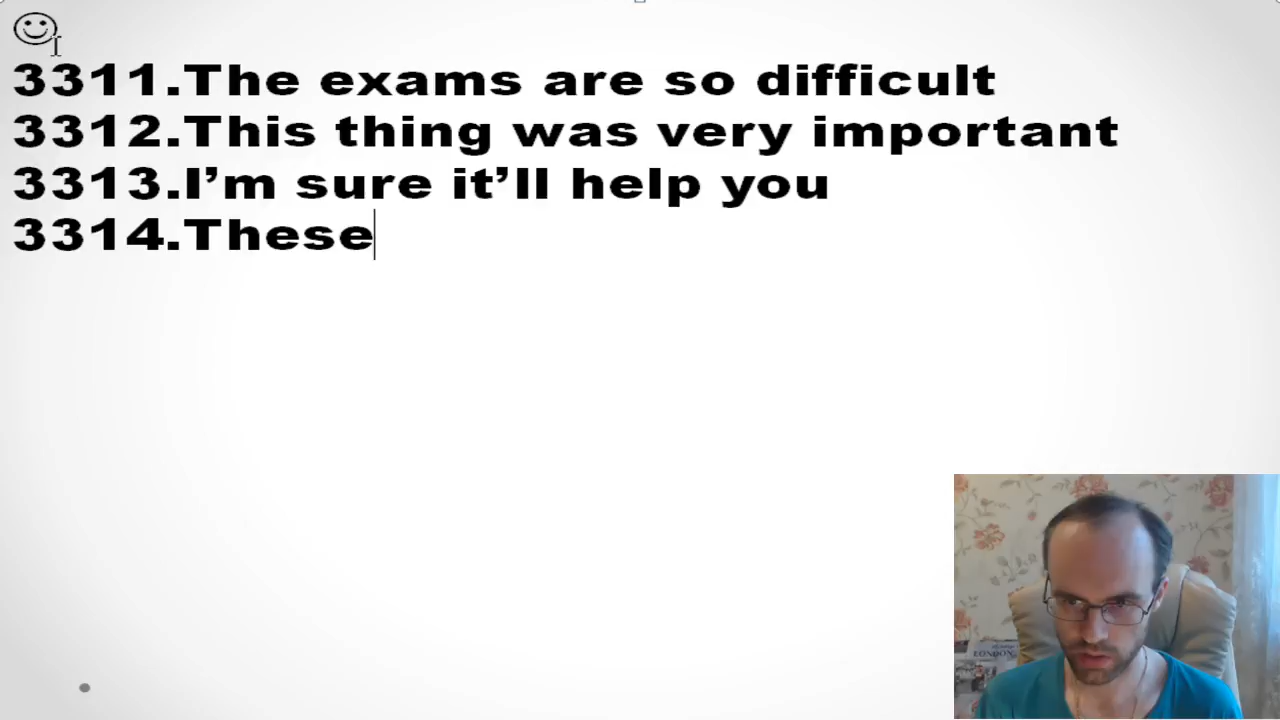 3311.The exams are so difficult
3312.This thing was very important
3313.I’m sure it’ll help you
3314.These
LONDON